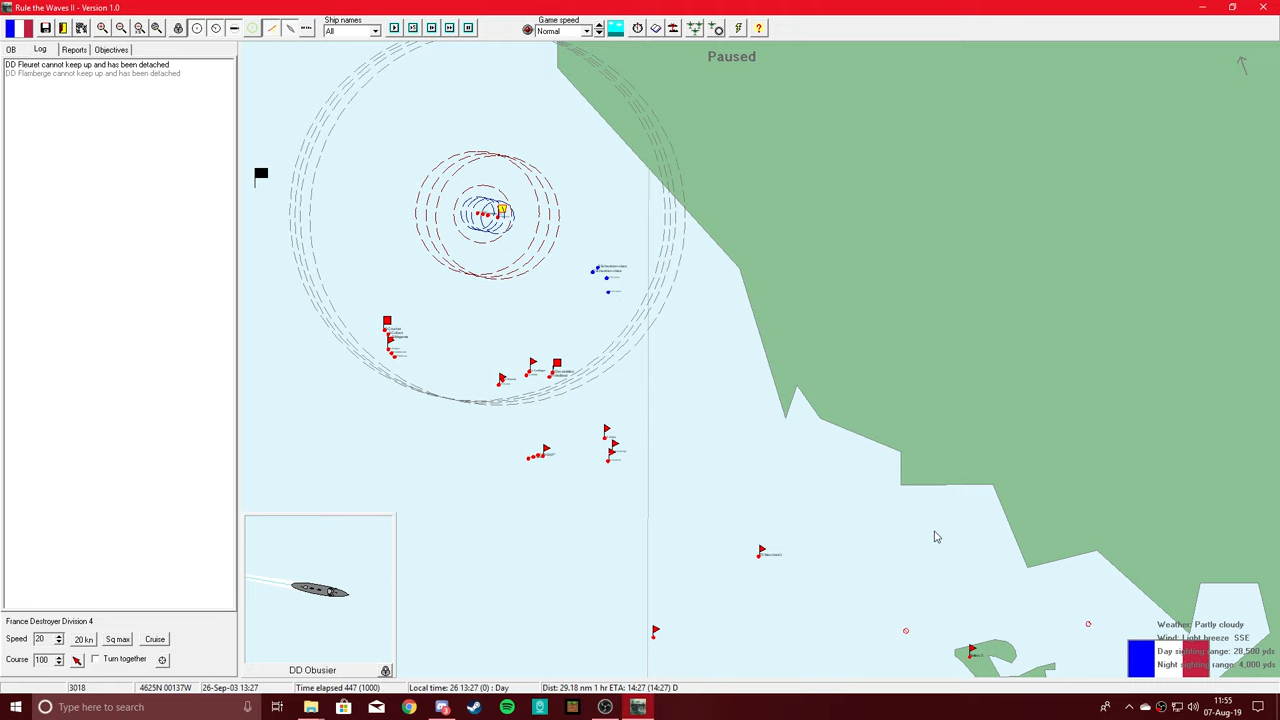 Rule the Waves II - Version 1.0
Ship names
All
Game speed
Normal
OB Log Reports Objectives
DD Fleuret cannot keep up and has been detached
DD Flamberge cannot keep up and has been detached
Paused
DD Obusier
France Destroyer Division 4
Speed 20 20 kn Sq max Cruise
Course 100 Turn together
Weather: Partly cloudy
Wind: Light breeze SSE
Day sighting range: 28,500 yds
Night sighting range: 4,000 yds
3018 4625N 00137W 26-Sep-03 13:27 Time elapsed 447 (1000) Local time: 26 13:27 (0) : Day Dist: 29.18 nm 1 hr ETA: 14:27 (14:27) D
Type here to search
11:55
07-Aug-19